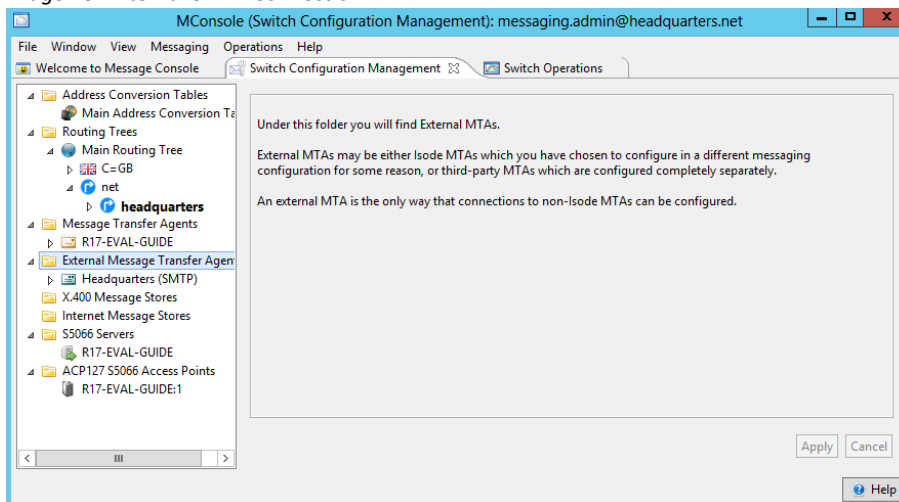 MConsole (Switch Configuration Management): messaging.admin@headquarters.net
File Window View Messaging Operations Help
Welcome to Message Console
Switch Configuration Management
Switch Operations
Address Conversion Tables
Main Address Conversion Ta
Routing Trees
Main Routing Tree
C=GB
net
headquarters
Message Transfer Agents
R17-EVAL-GUIDE
External Message Transfer Agen
Headquarters (SMTP)
X.400 Message Stores
Internet Message Stores
S5066 Servers
R17-EVAL-GUIDE
ACP127 S5066 Access Points
R17-EVAL-GUIDE:1
Under this folder you will find External MTAs.
External MTAs may be either Isode MTAs which you have chosen to configure in a different messaging
configuration for some reason, or third-party MTAs which are configured completely separately.
An external MTA is the only way that connections to non-Isode MTAs can be configured.
Apply Cancel
Help